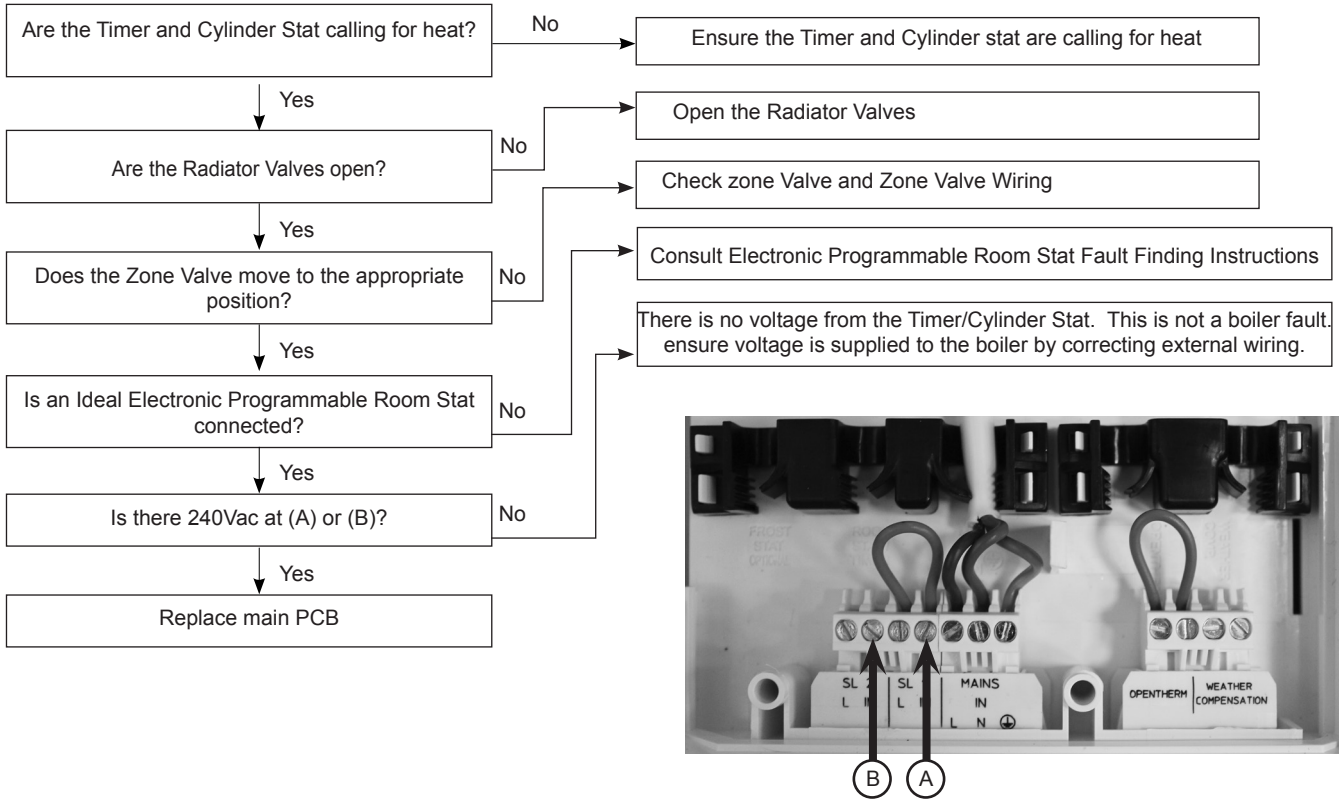 Are the Timer and Cylinder Stat calling for heat?
No
Ensure the Timer and Cylinder stat are calling for heat
Yes
Are the Radiator Valves open?
No
Open the Radiator Valves
Yes
Does the Zone Valve move to the appropriate
position?
No
Check zone Valve and Zone Valve Wiring
Yes
Is an Ideal Electronic Programmable Room Stat
connected?
No
Consult Electronic Programmable Room Stat Fault Finding Instructions
Yes
Is there 240Vac at (A) or (B)?
No
There is no voltage from the Timer/Cylinder Stat. This is not a boiler fault.
ensure voltage is supplied to the boiler by correcting external wiring.
Yes
Replace main PCB
FROST
STAT
SL
L
SL
L
MAINS
IN
L N
OPENTHERM
WEATHER
COMPENSATION
B
A